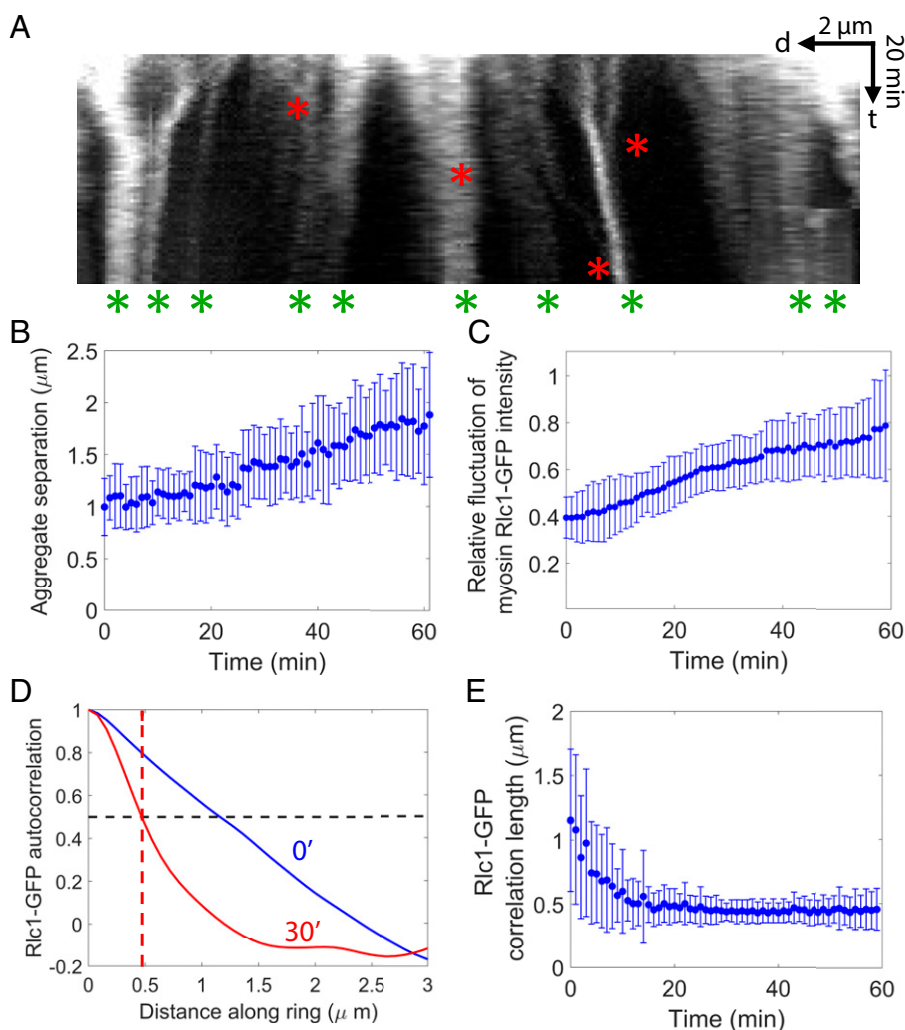 A
d
2 μm
20 min
t
* * * *
* * * * * * * * * *
B
Aggregate separation (μm)
2.5
2
1.5
1
0.5
0
0
20
40
60
Time (min)
C
Relative fluctuation of
myosin Rlc1-GFP intensity
1
0.8
0.6
0.4
0.2
0
20
40
60
Time (min)
D
Rlc1-GFP autocorrelation
1
0.8
0.6
0.4
0.2
0
-0.2
0'
30'
0
0.5
1
1.5
2
2.5
3
Distance along ring (μ m)
E
Rlc1-GFP
correlation length (μm)
2
1.5
1
0.5
0
0
20
40
60
Time (min)